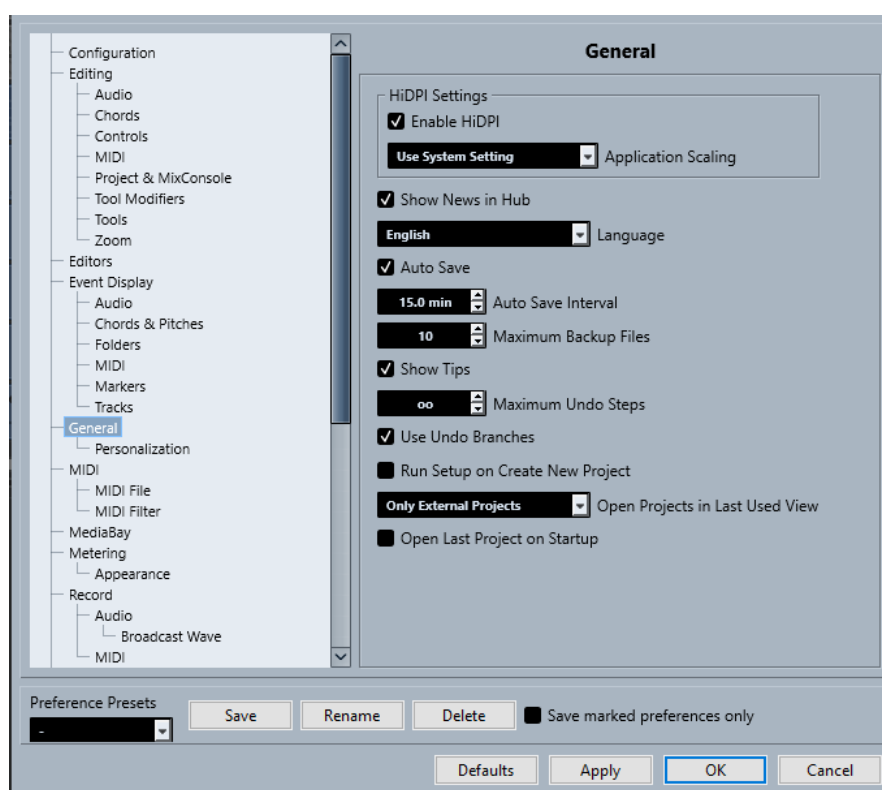 Configuration
Editing
Audio
Chords
Controls
MIDI
Project & MixConsole
Tool Modifiers
Tools
Zoom
Editors
Event Display
Audio
Chords & Pitches
Folders
MIDI
Markers
Tracks
General
Personalization
MIDI
MIDI File
MIDI Filter
MediaBay
Metering
Appearance
Record
Audio
Broadcast Wave
MIDI
General
HiDPI Settings
Enable HiDPI
Use System Setting Application Scaling
Show News in Hub
English Language
Auto Save
15.0 min Auto Save Interval
10 Maximum Backup Files
Show Tips
oo Maximum Undo Steps
Use Undo Branches
Run Setup on Create New Project
Only External Projects Open Projects in Last Used View
Open Last Project on Startup
Preference Presets
- Save Rename Delete Save marked preferences only
Defaults Apply OK Cancel